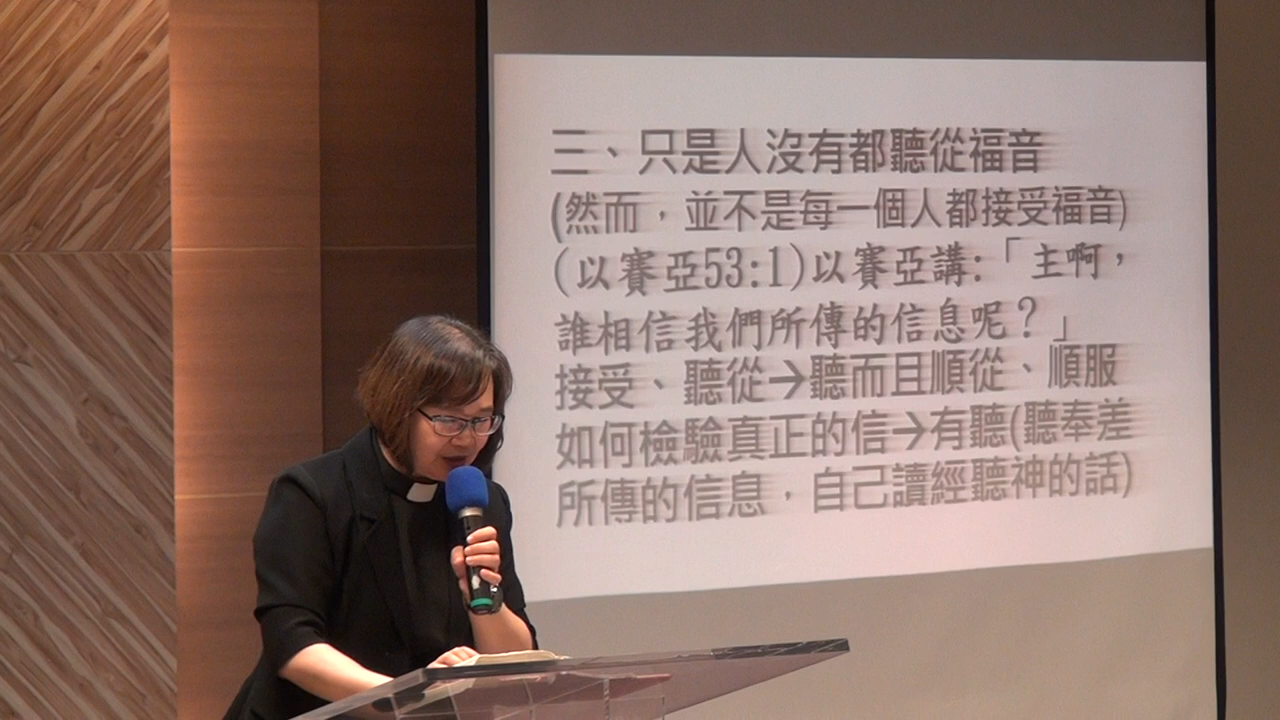 三、只是人沒有都聽從福音
(然而，並不是每一個人都接受福音)
(以賽亞53:1)以賽亞講:「主啊，
誰相信我們所傳的信息呢？」
接受、聽從→聽而且順從、順服
如何檢驗真正的信→有聽(聽奉差
所傳的信息，自己讀經聽神的話)